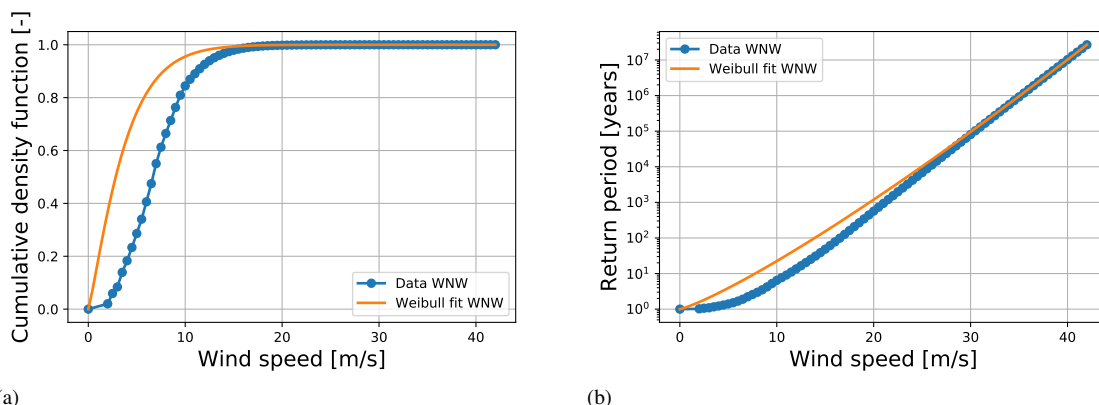 Cumulative density function [-]
1.0
0.8
0.6
0.4
0.2
0.0
0
10
20
30
40
Wind speed [m/s]
Data WNW
Weibull fit WNW
(a)
Return period [years]
10^7
10^6
10^5
10^4
10^3
10^2
10^1
10^0
0
10
20
30
40
Wind speed [m/s]
Data WNW
Weibull fit WNW
(b)